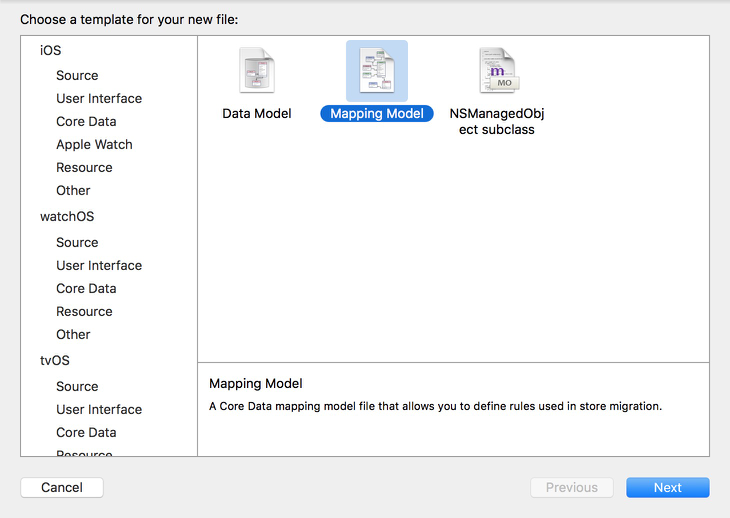 Choose a template for your new file:
iOS
Source
User Interface
Core Data
Apple Watch
Resource
Other
watchOS
Source
User Interface
Core Data
Resource
Other
tvOS
Source
User Interface
Core Data
Resource
Data Model
Mapping Model
MO
NSManagedObj
ect subclass
Mapping Model
A Core Data mapping model file that allows you to define rules used in store migration.
Cancel
Previous
Next